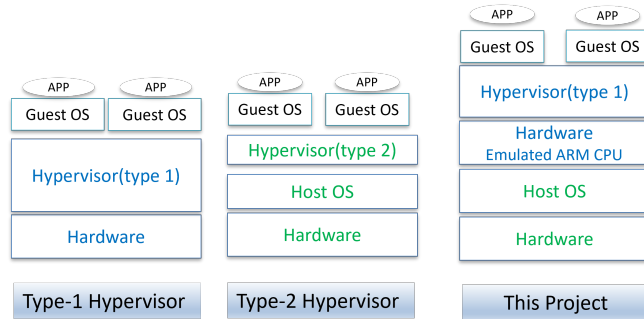 APP
APP
Guest OS
Guest OS
Hypervisor(type 1)
Hardware
Type-1 Hypervisor
APP
APP
Guest OS
Guest OS
Hypervisor(type 2)
Host OS
Hardware
Type-2 Hypervisor
APP
APP
Guest OS
Guest OS
Hypervisor(type 1)
Hardware
Emulated ARM CPU
Host OS
Hardware
This Project